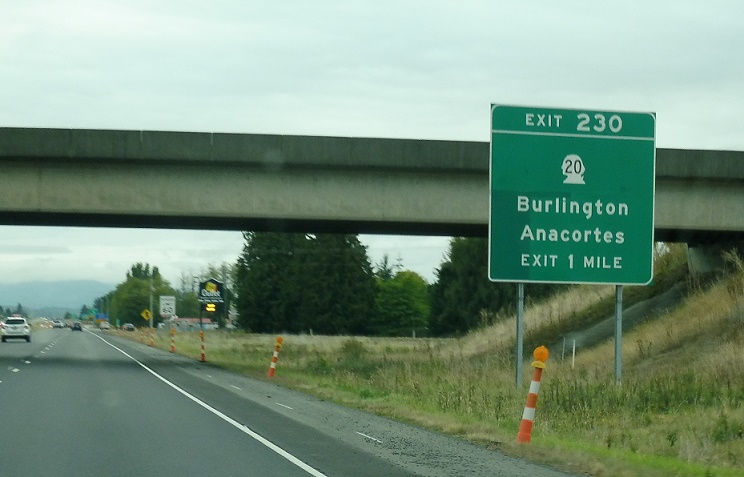 EXIT 230
20
Burlington
Anacortes
EXIT 1 MILE